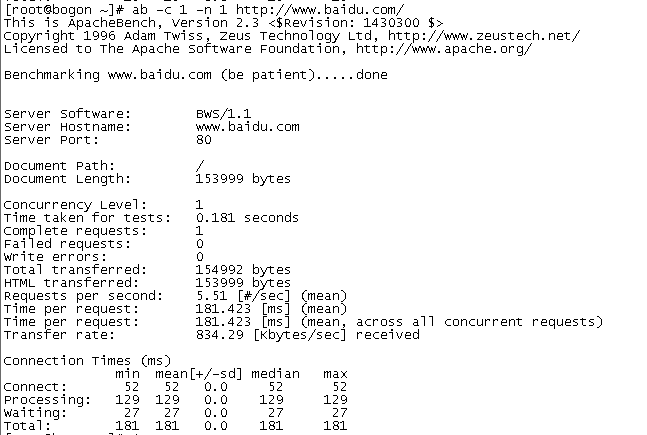 [root@bogon ~]# ab -c 1 -n 1 http://www.baidu.com/
This is ApacheBench, Version 2.3 <$Revision: 1430300 $>
Copyright 1996 Adam Twiss, Zeus Technology Ltd, http://www.zeustech.net/
Licensed to The Apache Software Foundation, http://www.apache.org/

Benchmarking www.baidu.com (be patient).....done

Server Software:        BWS/1.1
Server Hostname:        www.baidu.com
Server Port:            80

Document Path:          /
Document Length:        153999 bytes

Concurrency Level:      1
Time taken for tests:   0.181 seconds
Complete requests:      1
Failed requests:        0
Write errors:           0
Total transferred:      154992 bytes
HTML transferred:       153999 bytes
Requests per second:    5.51 [#/sec] (mean)
Time per request:       181.423 [ms] (mean)
Time per request:       181.423 [ms] (mean, across all concurrent requests)
Transfer rate:          834.29 [Kbytes/sec] received

Connection Times (ms)
              min  mean[+/-sd] median   max
Connect:       52   52   0.0     52      52
Processing:   129  129   0.0    129     129
Waiting:       27   27   0.0     27      27
Total:        181  181   0.0    181     181